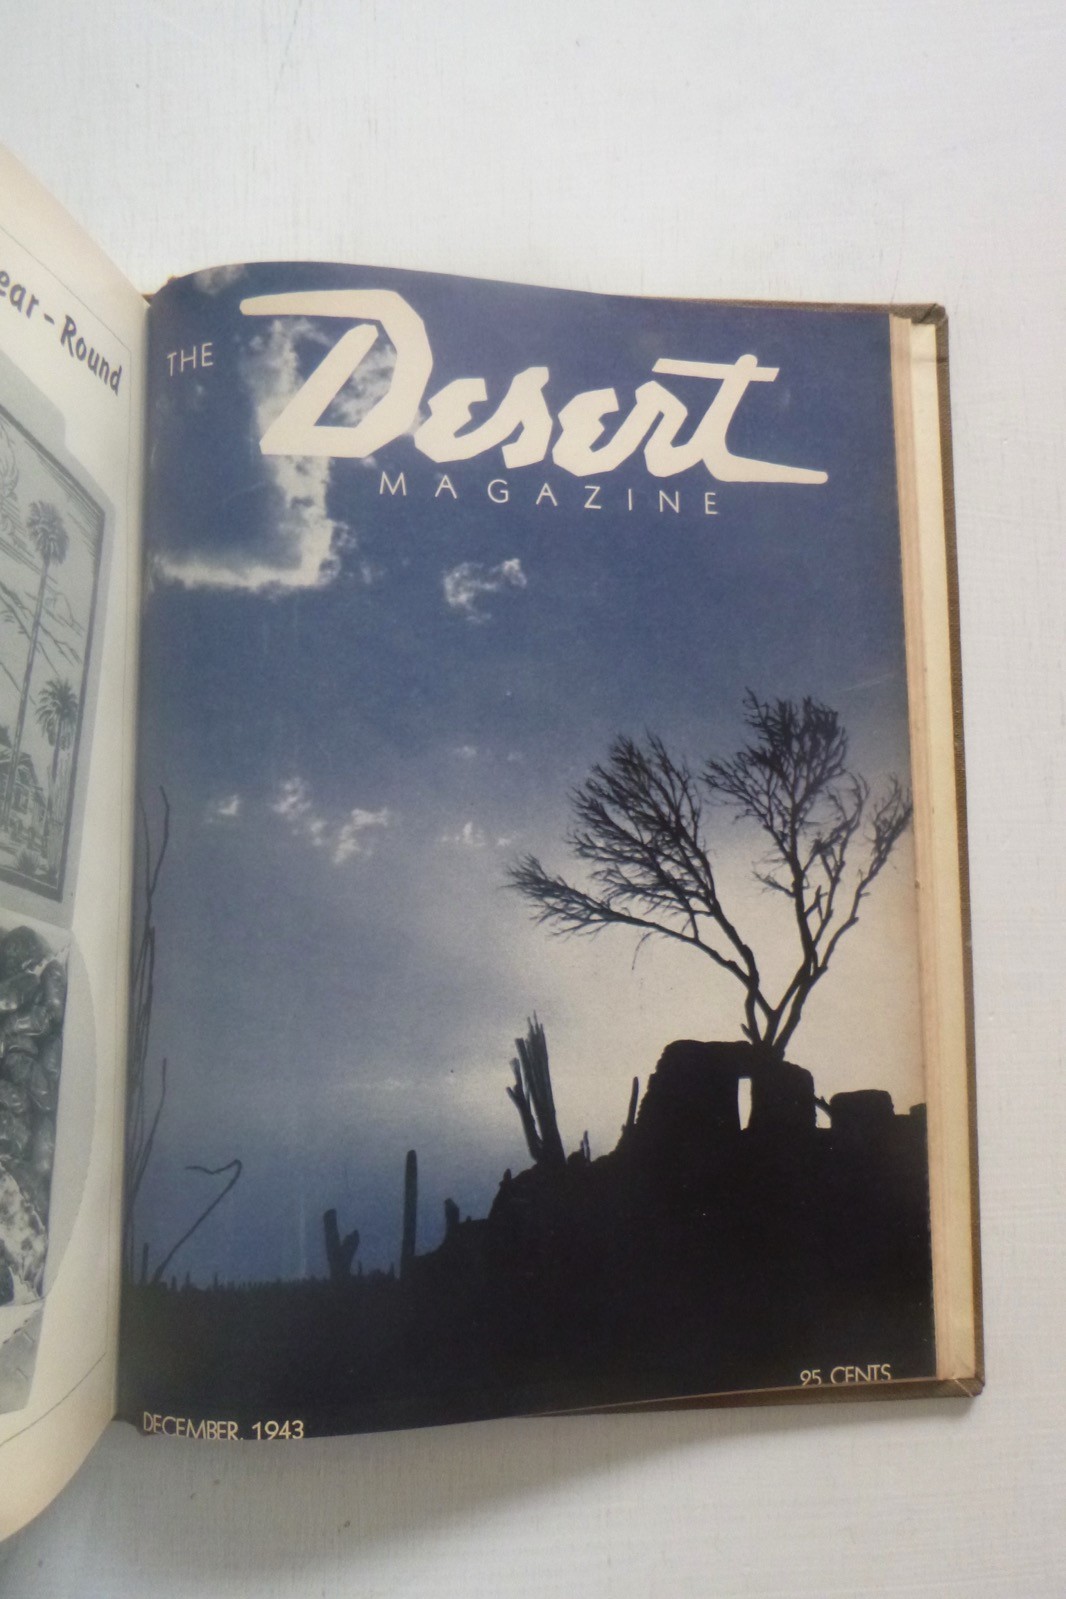 ear - Round
THE
Desert
MAGAZINE
25 CENTS
DECEMBER, 1943